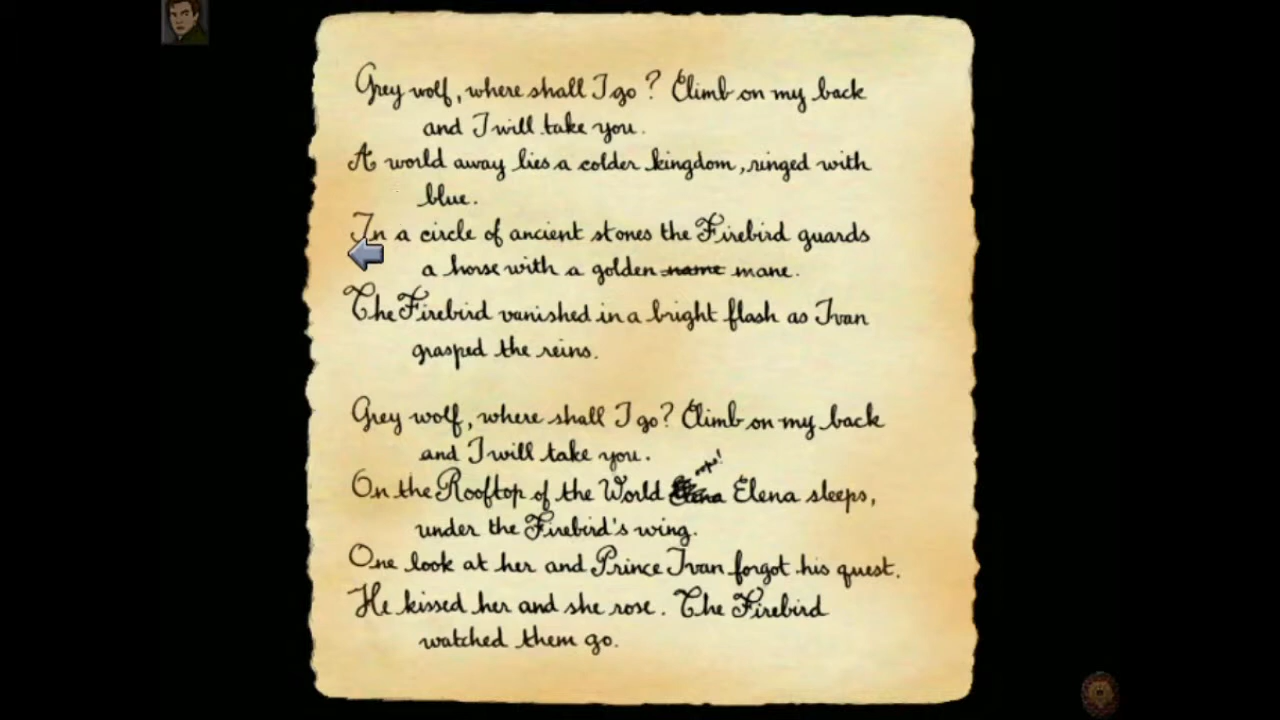 Grey wolf, where shall I go? Climb on my back
and I will take you.
A world away lies a colder kingdom, ringed with
blue.
In a circle of ancient stones the Firebird guards
a horse with a golden name mane.
The Firebird vanished in a bright flash as Ivan
grasped the reins.
Grey wolf, where shall I go? Climb on my back
and I will take you.
oops!
On the Rooftop of the World Elena Elena sleeps,
under the Firebird's wing.
One look at her and Prince Ivan forgot his quest.
He kissed her and she rose. The Firebird
watched them go.